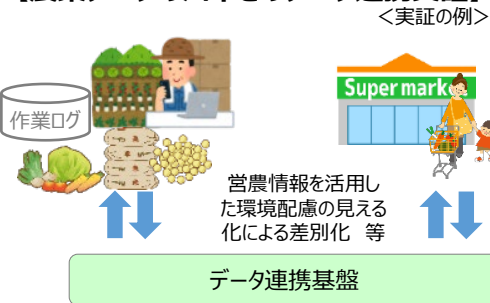 <実証の例>
Super mark
作業ログ
営農情報を活用し
た環境配慮の見える
化による差別化 等
データ連携基盤